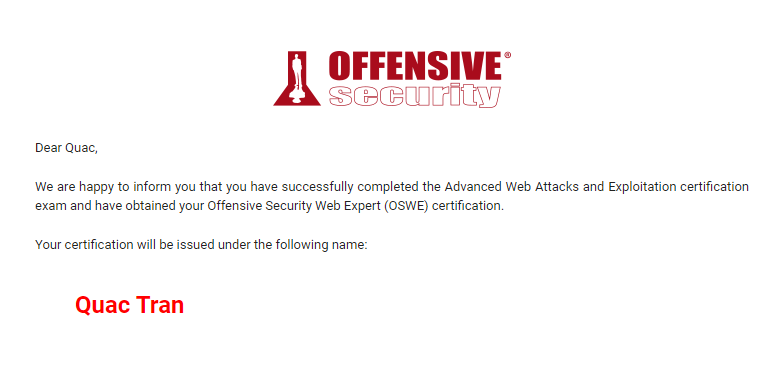 OFFENSIVE®
security
Dear Quac,
We are happy to inform you that you have successfully completed the Advanced Web Attacks and Exploitation certification
exam and have obtained your Offensive Security Web Expert (OSWE) certification.
Your certification will be issued under the following name:
Quac Tran